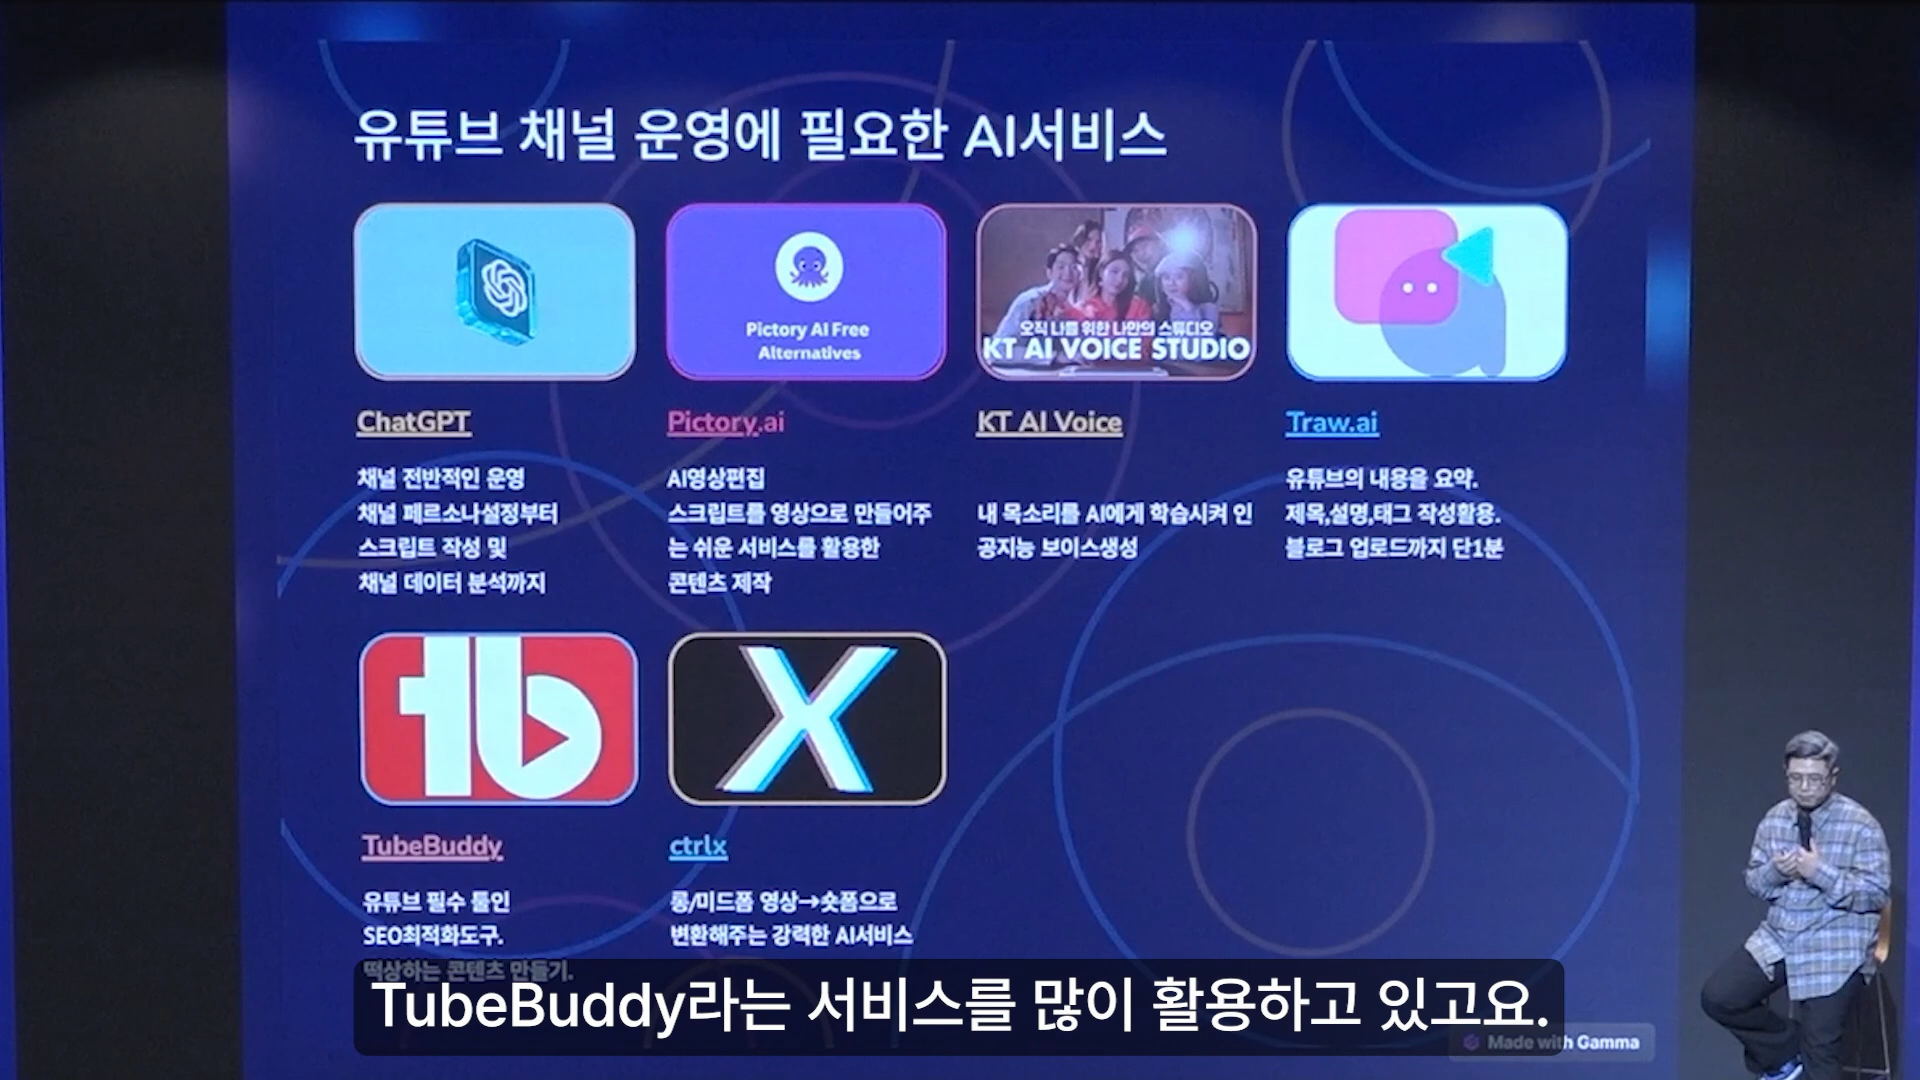 유튜브 채널 운영에 필요한 AI서비스
Pictory AI Free
Alternatives
오직 나를 위한 나만의 스튜디오
KT AI VOICE STUDIO
ChatGPT
채널 전반적인 운영
채널 페르소나설정부터
스크립트 작성 및
채널 데이터 분석까지
Pictory.ai
AI영상편집
스크립트를 영상으로 만들어주
는 쉬운 서비스를 활용한
콘텐츠 제작
KT AI Voice
내 목소리를 AI에게 학습시켜 인
공지능 보이스생성
Traw.ai
유튜브의 내용을 요약.
제목,설명,태그 작성활용.
블로그 업로드까지 단1분
tb
X
TubeBuddy
유튜브 필수 툴인
SEO최적화도구.
떡상하는 콘텐츠 만들기.
ctrlx
롱/미드폼 영상→숏폼으로
변환해주는 강력한 AI서비스
TubeBuddy라는 서비스를 많이 활용하고 있고요.
Made with Gamma